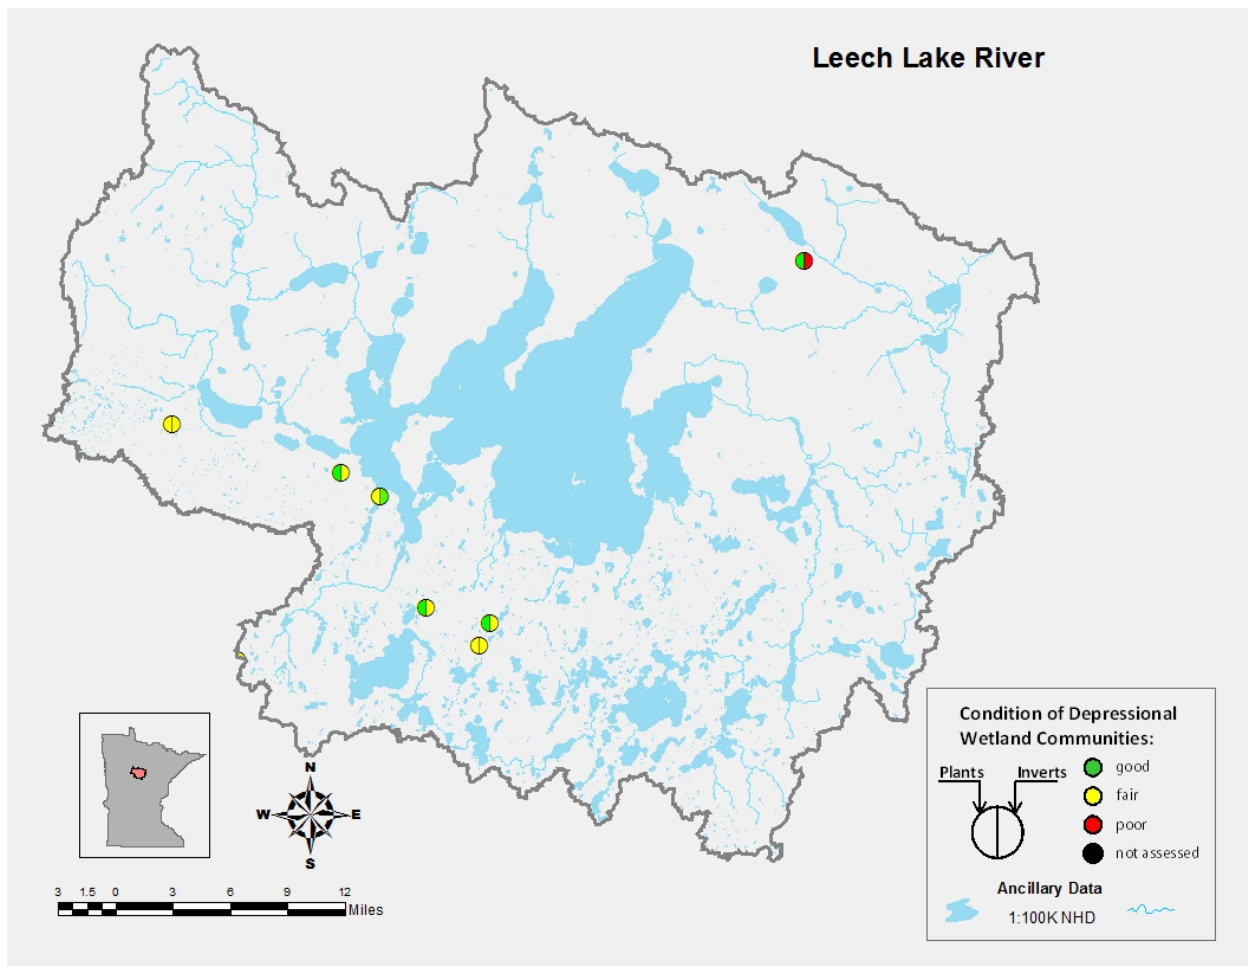 Leech Lake River
Condition of Depressional
Wetland Communities:
Plants Inverts
good
fair
poor
not assessed
Ancillary Data
1:100K NHD
N
W E
S
3 1.5 0 3 6 9 12
Miles